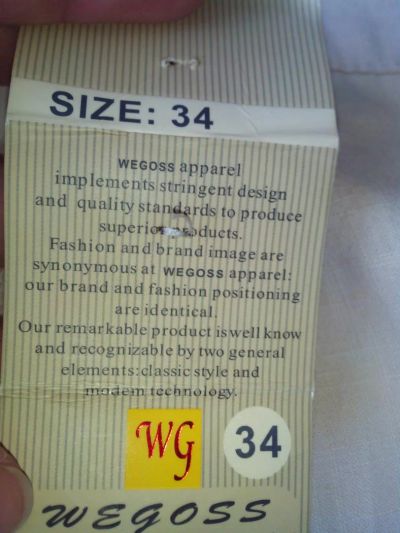 SIZE: 34
WEGOSS apparel
implements stringent design
and quality standards to produce
superior products.
Fashion and brand image are
synonymous at WEGOSS apparel:
our brand and fashion positioning
are identical.
Our remarkable product is well know
and recognizable by two general
elements:classic style and
modern technology.
WG
34
WEGOSS